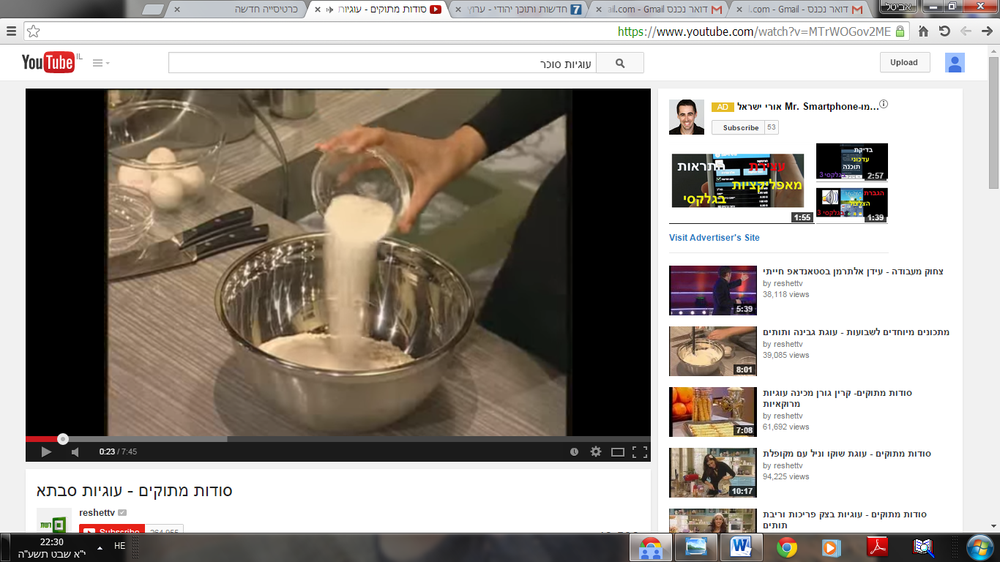 דואר נכנס - Gmail - com.
דואר נכנס - ail.com - Gmail
חדשות ותוכן יהודי - ערוץ
סודות מתוקים - עוגיות
כרטיסייה חדשה
אביטל
https://www.youtube.com/watch?v=MTrWOGov2ME
YouTube IL
עוגיות סוכר
Upload
AD אורי ישראל Mr. Smartphone-מו...
Subscribe 53
התראות
עצירת
מאפליקציות
בגלקסי
1:55
בדיקת
עדכוני
תוכנה
גלקסי 3
2:57
הגברת
הצלצול
גלקסי 3
1:39
Visit Advertiser's Site
צחוק מעבודה - עידן אלתרמן בסטאנדאפ חייתי
by reshettv
38,118 views
5:39
מתכונים מיוחדים לשבועות - עוגת גבינה ותותים
by reshettv
39,085 views
8:01
סודות מתוקים- קרין גורן מכינה עוגיות
מרוקאיות
by reshettv
61,692 views
7:08
סודות מתוקים - עוגת שוקו וניל עם מקופלת
by reshettv
94,225 views
10:17
סודות מתוקים - עוגיות בצק פריכות וריבת
תותים
0:23 / 7:45
סודות מתוקים - עוגיות סבתא
רשת
reshettv
Subscribe
22:30
י"א שבט תשע"ה
HE